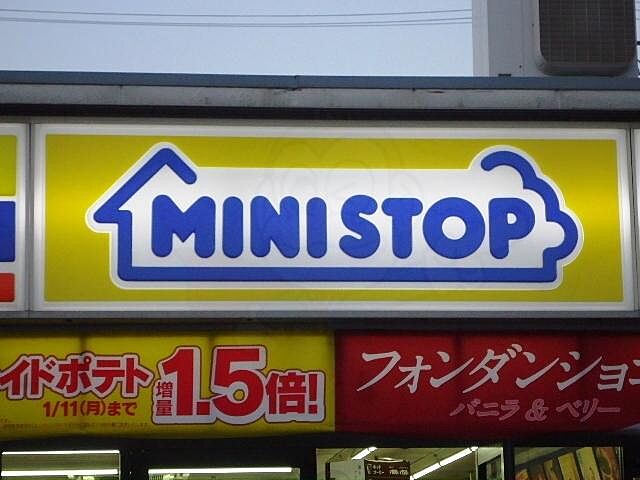 MINISTOP
イドポテト 増量 1.5倍!
1/11(月)まで
フォンダンショ
バニラ & ベリー